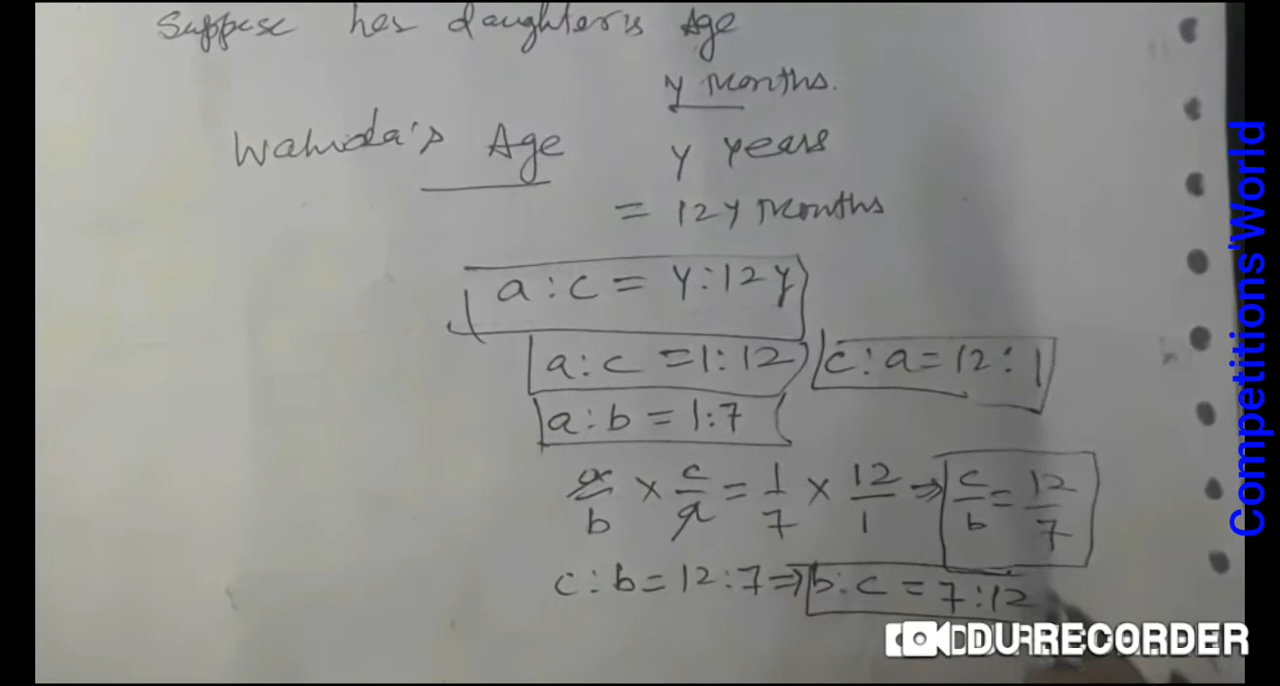 Suppose her daughter's Age
Y Months.
Wahida's Age Y Years
= 12Y Months
a:c = Y:12Y
a:c = 1:12 c:a = 12:1
a:b = 1:7
a/b × c/a = 1/7 × 12/1 ⇒ c/b = 12/7
c:b = 12:7 ⇒ b:c = 7:12
Competitions'World
DU RECORDER